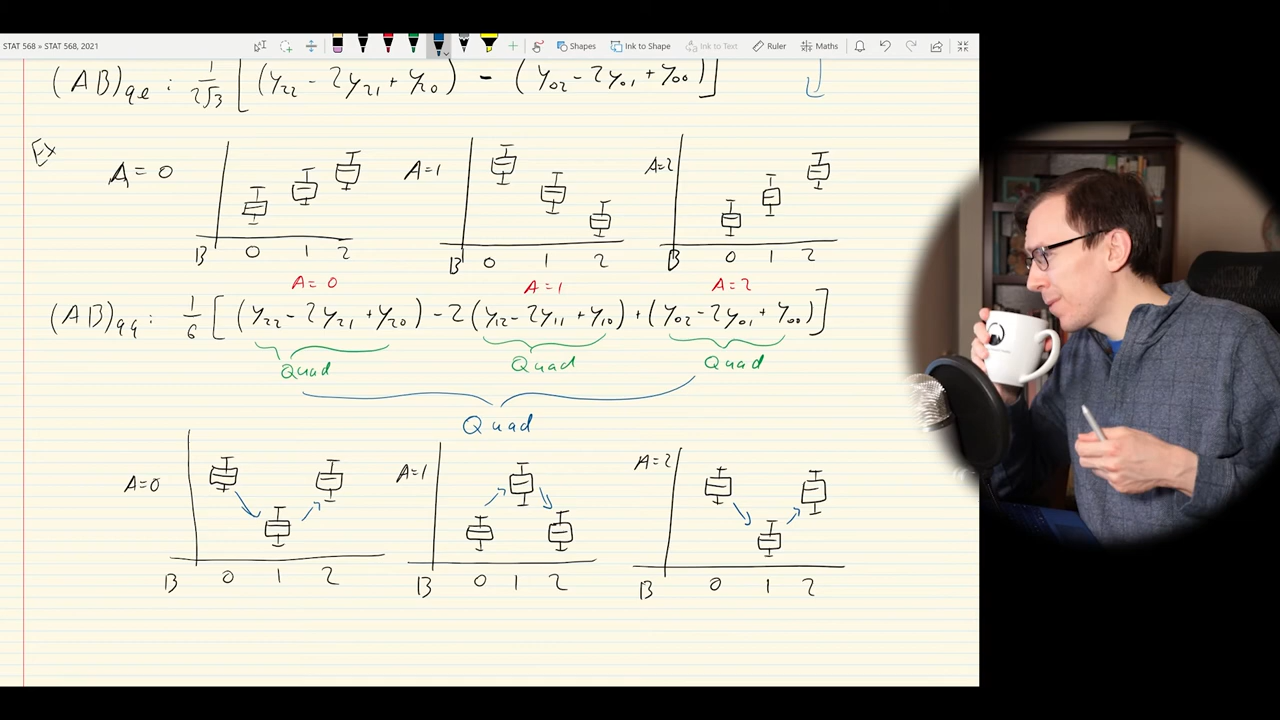 STAT 568 » STAT 568, 2021
Shapes Ink to Shape Ink to Text Ruler Maths
(AB)qe : 1/2√3 [(y22 - 2y21 + y20) - (y02 - 2y01 + y00)]
Ex
A = 0 A=1 A=2
B 0 1 2 B 0 1 2 B 0 1 2
A = 0 A = 1 A = 2
(AB)qq : 1/6 [(y22 - 2y21 + y20) - 2(y12 - 2y11 + y10) + (y02 - 2y01 + y00)]
Quad Quad Quad
Quad
A=0 A=1 A=2
B 0 1 2 B 0 1 2 B 0 1 2